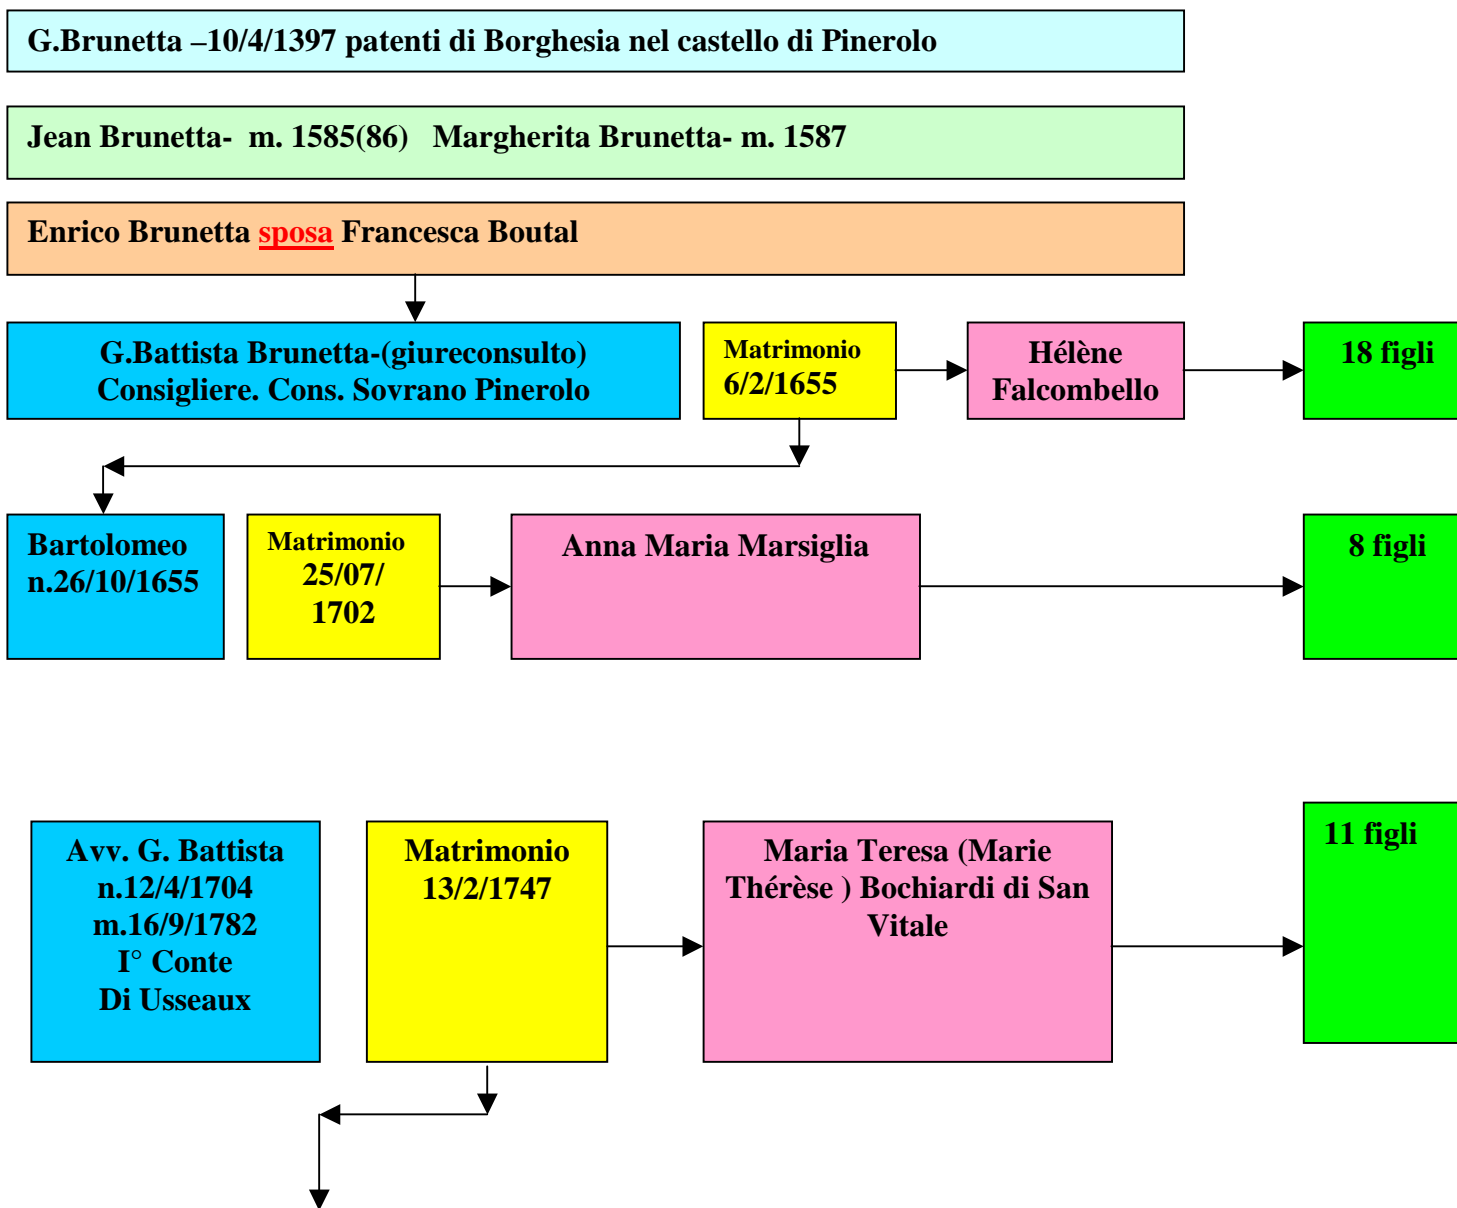 G.Brunetta –10/4/1397 patenti di Borghesia nel castello di Pinerolo
Jean Brunetta- m. 1585(86) Margherita Brunetta- m. 1587
Enrico Brunetta sposa Francesca Boutal
G.Battista Brunetta-(giureconsulto)
Consigliere. Cons. Sovrano Pinerolo
Matrimonio
6/2/1655
Hélène
Falcombello
18 figli
Bartolomeo
n.26/10/1655
Matrimonio
25/07/
1702
Anna Maria Marsiglia
8 figli
Avv. G. Battista
n.12/4/1704
m.16/9/1782
I° Conte
Di Usseaux
Matrimonio
13/2/1747
Maria Teresa (Marie
Thérèse ) Bochiardi di San
Vitale
11 figli